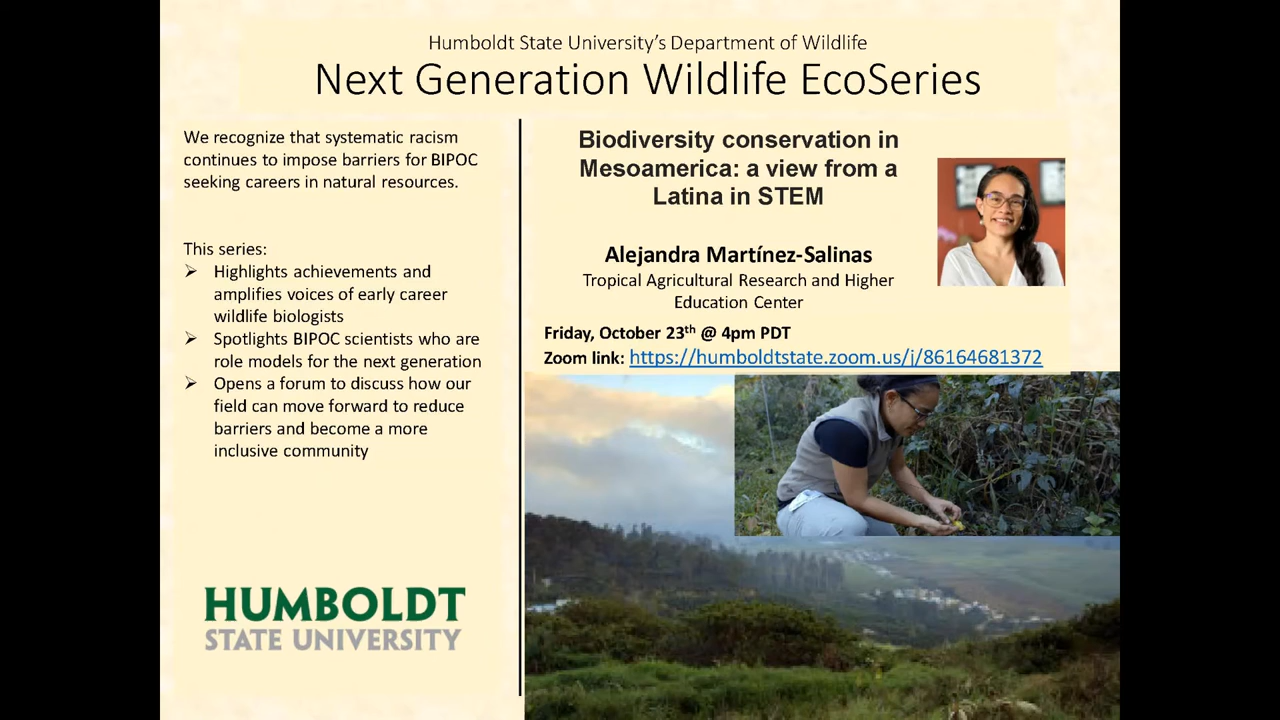 Humboldt State University's Department of Wildlife
Next Generation Wildlife EcoSeries
We recognize that systematic racism
continues to impose barriers for BIPOC
seeking careers in natural resources.
This series:
➢ Highlights achievements and
amplifies voices of early career
wildlife biologists
➢ Spotlights BIPOC scientists who are
role models for the next generation
➢ Opens a forum to discuss how our
field can move forward to reduce
barriers and become a more
inclusive community
HUMBOLDT
STATE UNIVERSITY
Biodiversity conservation in
Mesoamerica: a view from a
Latina in STEM
Alejandra Martínez-Salinas
Tropical Agricultural Research and Higher
Education Center
Friday, October 23th @ 4pm PDT
Zoom link: https://humboldtstate.zoom.us/j/86164681372